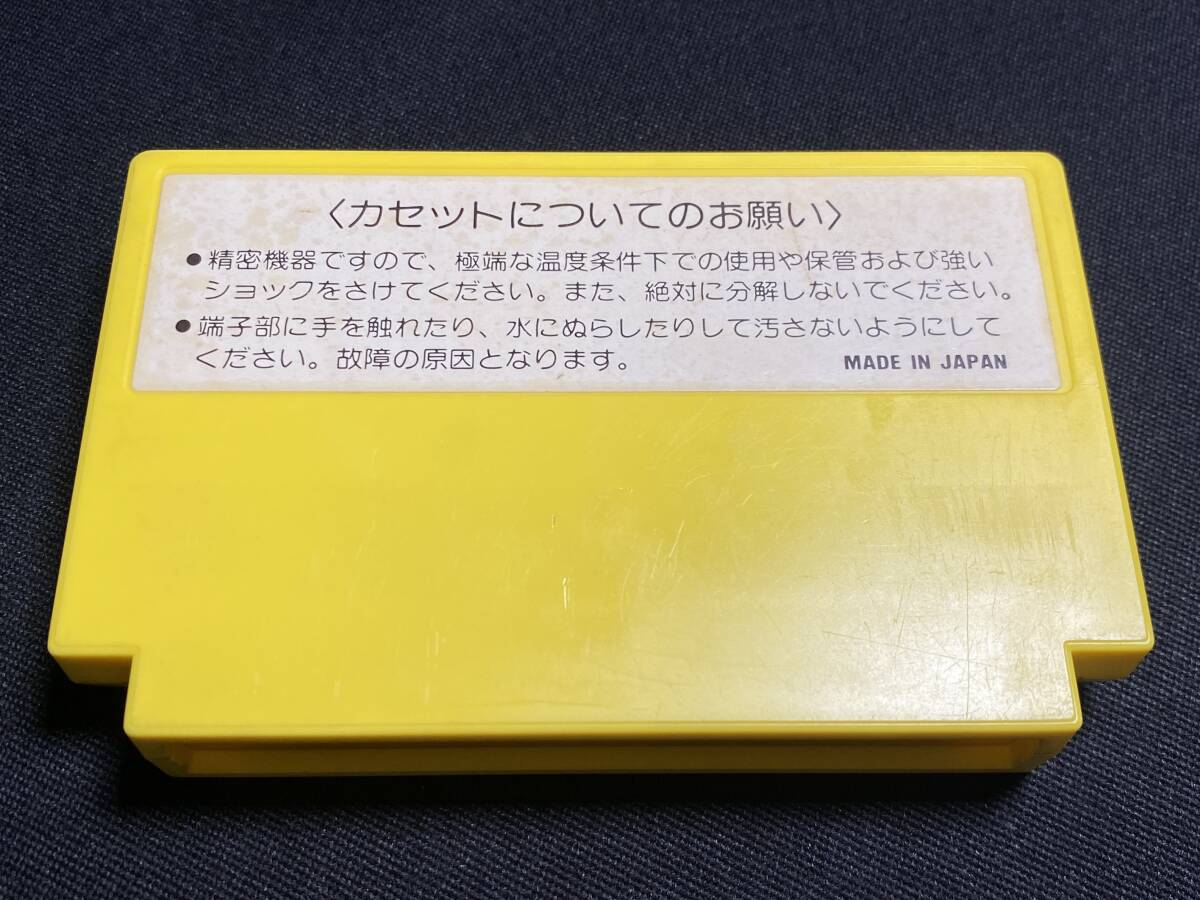 〈カセットについてのお願い〉
●精密機器ですので、極端な温度条件下での使用や保管および強い
ショックをさけてください。また、絶対に分解しないでください。
●端子部に手を触れたり、水にぬらしたりして汚さないようにして
ください。故障の原因となります。 MADE IN JAPAN